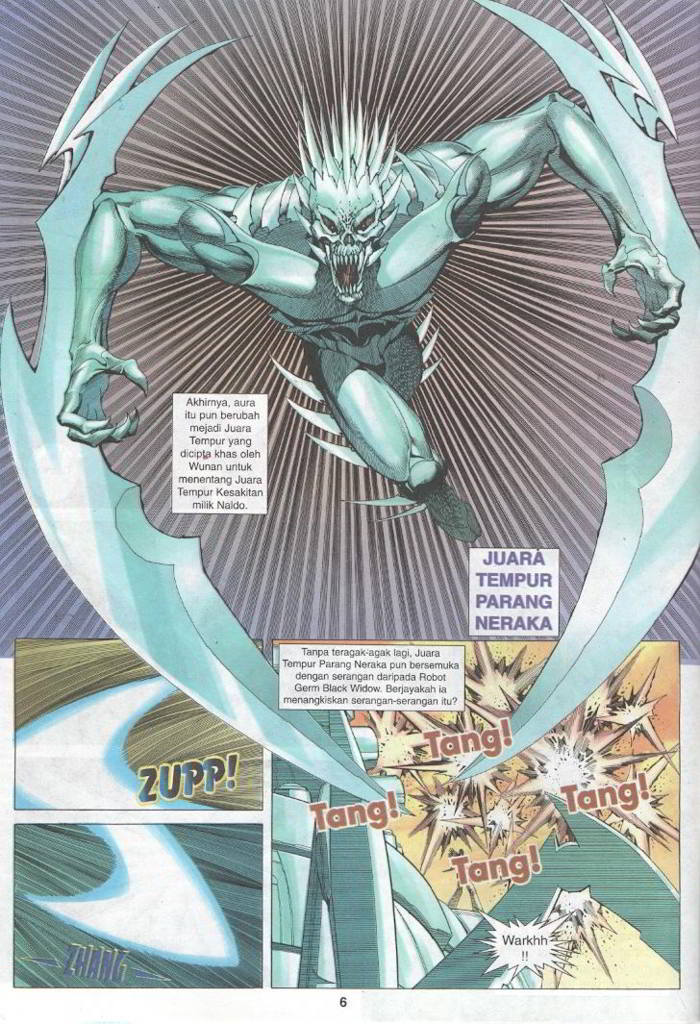 Akhirnya, aura
itu pun berubah
mejadi Juara
Tempur yang
dicipta khas oleh
Wunan untuk
menentang Juara
Tempur Kesakitan
milik Naldo.
JUARA
TEMPUR
PARANG
NERAKA
Tanpa teragak-agak lagi, Juara
Tempur Parang Neraka pun bersemuka
dengan serangan daripada Robot
Germ Black Widow. Berjayakah ia
menangkiskan serangan-serangan itu?
ZUPP!
ZHANG
Tang!
Tang!
Tang!
Tang!
Warkhh
!!
6